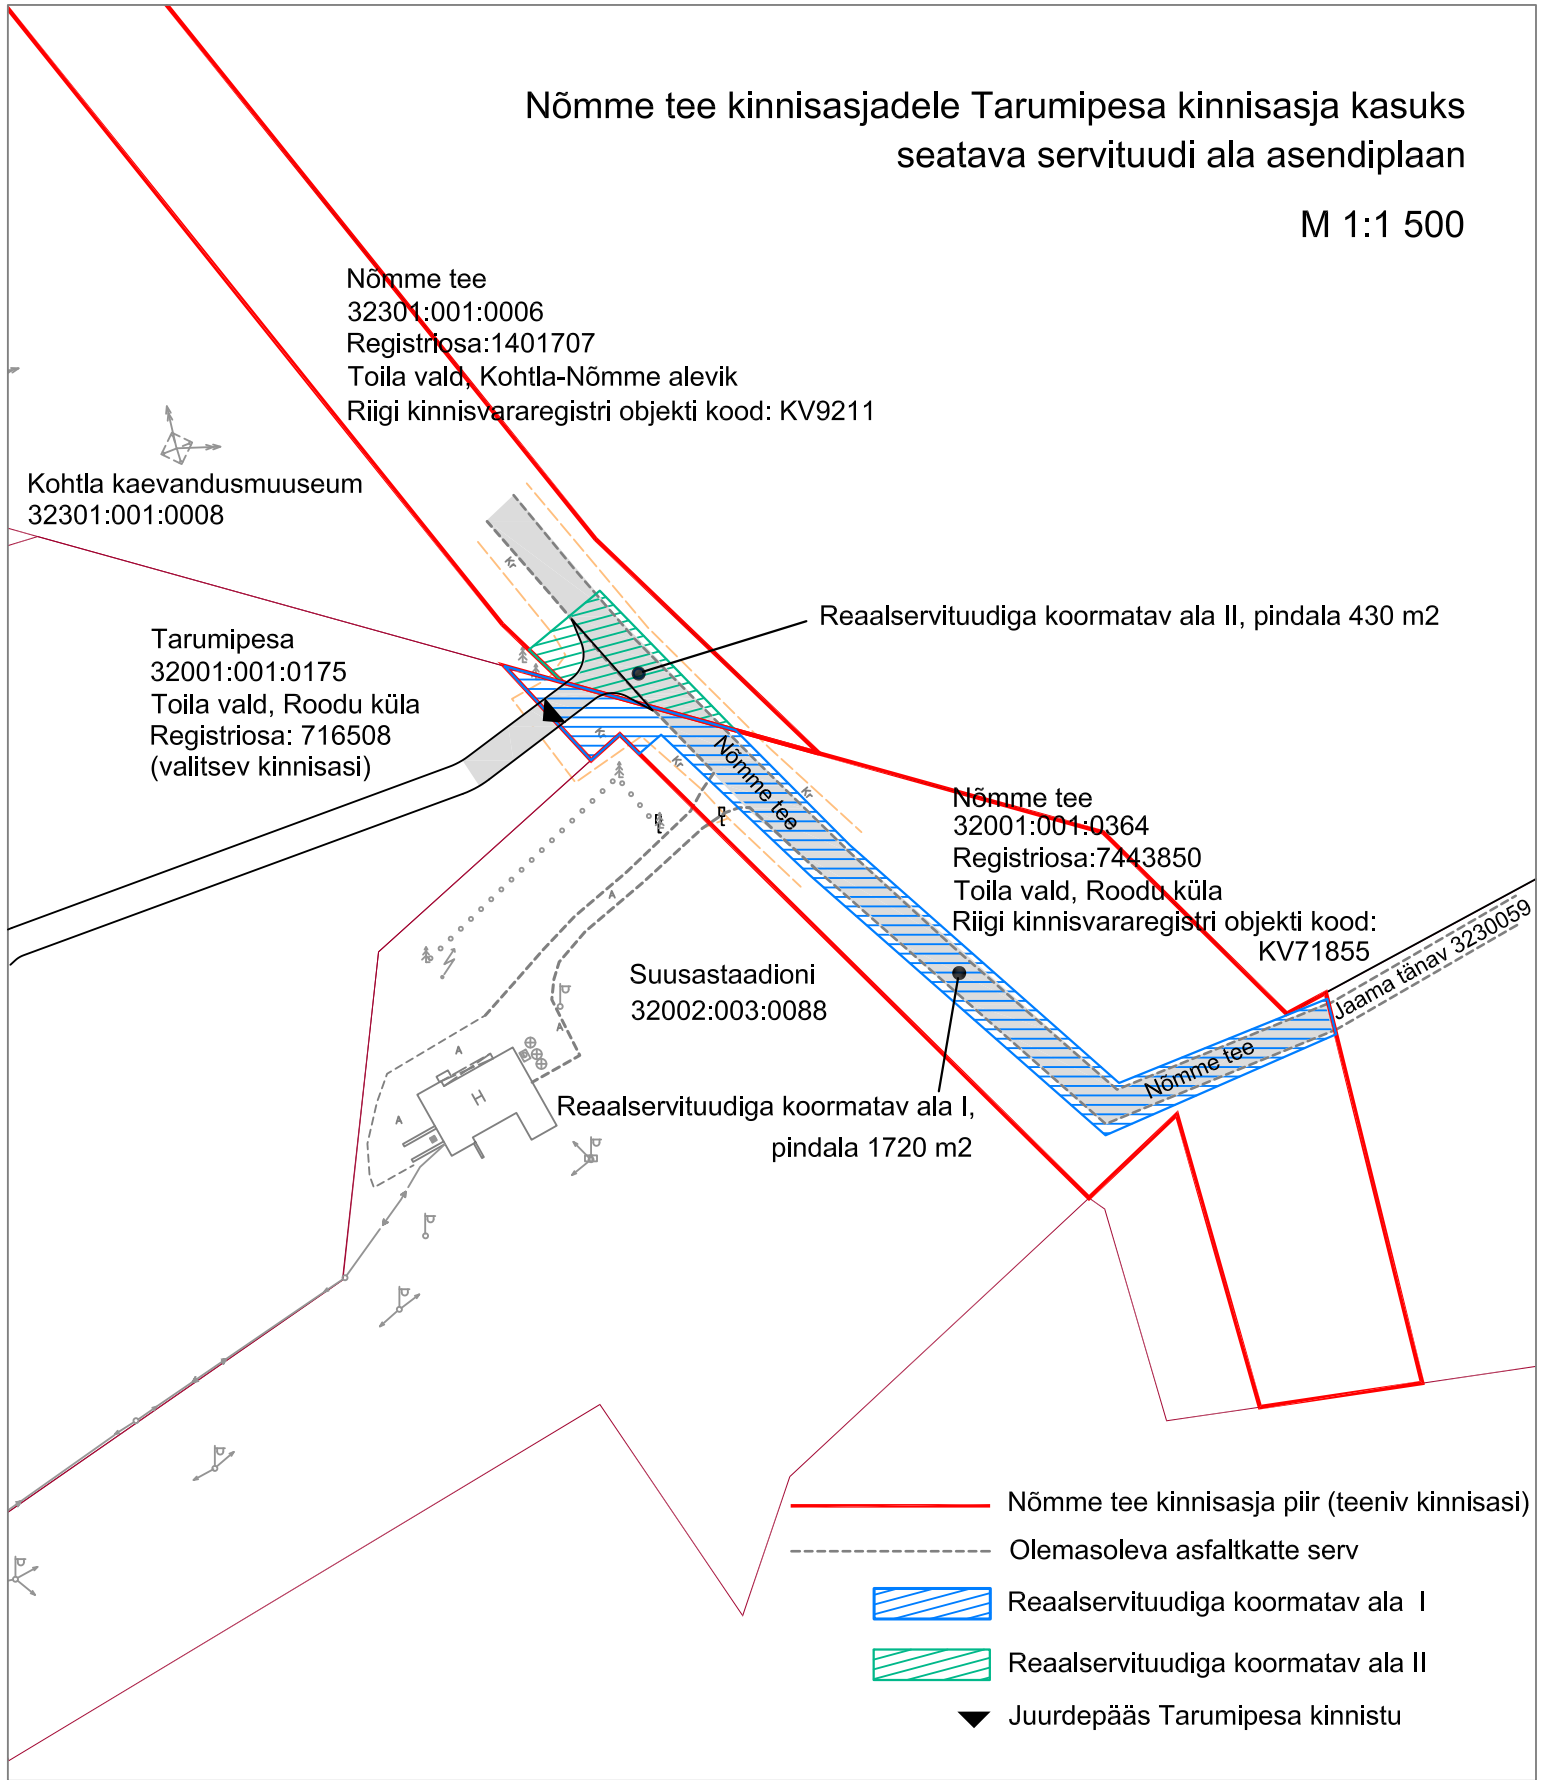 Nõmme tee kinnisasjadele Tarumipesa kinnisasja kasuks
seatava servituudi ala asendiplaan
M 1:1 500
Nõmme tee
32301:001:0006
Registriosa:1401707
Toila vald, Kohtla-Nõmme alevik
Riigi kinnisvararegistri objekti kood: KV9211
Kohtla kaevandusmuuseum
32301:001:0008
Kr
Reaalservituudiga koormatav ala II, pindala 430 m2
Tarumipesa
32001:001:0175
Toila vald, Roodu küla
Registriosa: 716508
(valitsev kinnisasi)
Kr
Kr
Kr
Nõmme tee
Nõmme tee
32001:001:0364
Registriosa:7443850
Toila vald, Roodu küla
Riigi kinnisvararegistri objekti kood:
KV71855
Jaama tänav 3230059
A
Suusastaadioni
32002:003:0088
A
A
A
H
Nõmme tee
Reaalservituudiga koormatav ala I,
pindala 1720 m2
Nõmme tee kinnisasja piir (teeniv kinnisasi)
Olemasoleva asfaltkatte serv
Reaalservituudiga koormatav ala I
Reaalservituudiga koormatav ala II
Juurdepääs Tarumipesa kinnistu